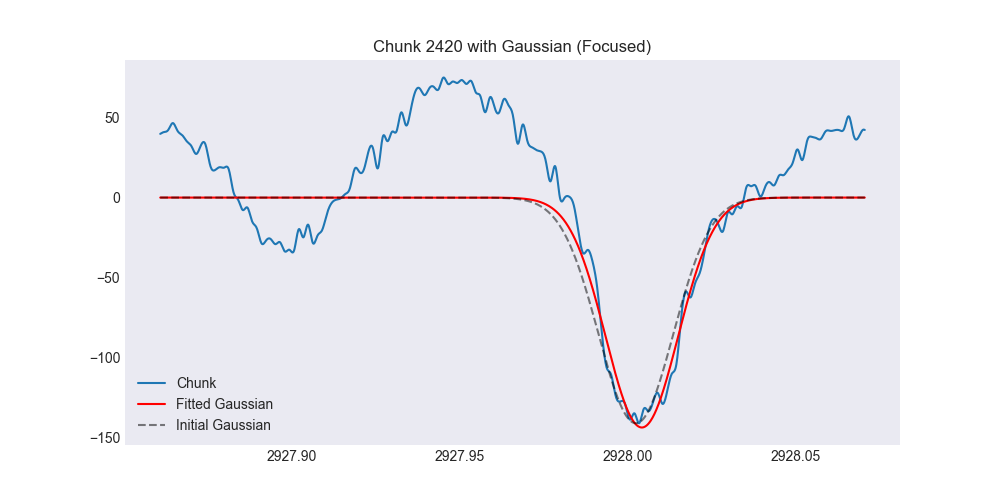 Chunk 2420 with Gaussian (Focused)
50
0
−50
−100
−150
Chunk
Fitted Gaussian
Initial Gaussian
2927.90 2927.95 2928.00 2928.05